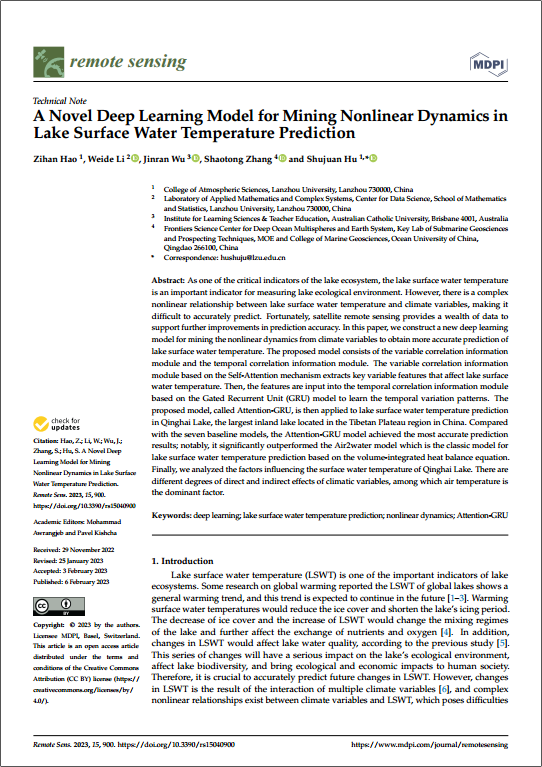 remote sensing
MDPI
Technical Note
A Novel Deep Learning Model for Mining Nonlinear Dynamics in
Lake Surface Water Temperature Prediction
Zihan Hao 1, Weide Li 2, Jinran Wu 3, Shaotong Zhang 4 and Shujuan Hu 1,*
1 College of Atmospheric Sciences, Lanzhou University, Lanzhou 730000, China
2 Laboratory of Applied Mathematics and Complex Systems, Center for Data Science, School of Mathematics
and Statistics, Lanzhou University, Lanzhou 730000, China
3 Institute for Learning Sciences & Teacher Education, Australian Catholic University, Brisbane 4001, Australia
4 Frontiers Science Center for Deep Ocean Multispheres and Earth System, Key Lab of Submarine Geosciences
and Prospecting Techniques, MOE and College of Marine Geosciences, Ocean University of China,
Qingdao 266100, China
* Correspondence: hushuju@lzu.edu.cn
Abstract: As one of the critical indicators of the lake ecosystem, the lake surface water temperature
is an important indicator for measuring lake ecological environment. However, there is a complex
nonlinear relationship between lake surface water temperature and climate variables, making it
difficult to accurately predict. Fortunately, satellite remote sensing provides a wealth of data to
support further improvements in prediction accuracy. In this paper, we construct a new deep learning
model for mining the nonlinear dynamics from climate variables to obtain more accurate prediction of
lake surface water temperature. The proposed model consists of the variable correlation information
module and the temporal correlation information module. The variable correlation information
module based on the Self-Attention mechanism extracts key variable features that affect lake surface
water temperature. Then, the features are input into the temporal correlation information module
based on the Gated Recurrent Unit (GRU) model to learn the temporal variation patterns. The
proposed model, called Attention-GRU, is then applied to lake surface water temperature prediction
in Qinghai Lake, the largest inland lake located in the Tibetan Plateau region in China. Compared
with the seven baseline models, the Attention-GRU model achieved the most accurate prediction
results; notably, it significantly outperformed the Air2water model which is the classic model for
lake surface water temperature prediction based on the volume-integrated heat balance equation.
Finally, we analyzed the factors influencing the surface water temperature of Qinghai Lake. There are
different degrees of direct and indirect effects of climatic variables, among which air temperature is
the dominant factor.
Keywords: deep learning; lake surface water temperature prediction; nonlinear dynamics; Attention-GRU
check for
updates
Citation: Hao, Z.; Li, W.; Wu, J.;
Zhang, S.; Hu, S. A Novel Deep
Learning Model for Mining
Nonlinear Dynamics in Lake Surface
Water Temperature Prediction.
Remote Sens. 2023, 15, 900.
https://doi.org/10.3390/rs15040900
Academic Editors: Mohammad
Awrangjeb and Pavel Kishcha
Received: 29 November 2022
Revised: 25 January 2023
Accepted: 3 February 2023
Published: 6 February 2023
CC BY
Copyright: © 2023 by the authors.
Licensee MDPI, Basel, Switzerland.
This article is an open access article
distributed under the terms and
conditions of the Creative Commons
Attribution (CC BY) license (https://
creativecommons.org/licenses/by/
4.0/).
1. Introduction
Lake surface water temperature (LSWT) is one of the important indicators of lake
ecosystems. Some research on global warming reported the LSWT of global lakes shows a
general warming trend, and this trend is expected to continue in the future [1–3]. Warming
surface water temperatures would reduce the ice cover and shorten the lake's icing period.
The decrease of ice cover and the increase of LSWT would change the mixing regimes
of the lake and further affect the exchange of nutrients and oxygen [4]. In addition,
changes in LSWT would affect lake water quality, according to the previous study [5].
This series of changes will have a serious impact on the lake's ecological environment,
affect lake biodiversity, and bring ecological and economic impacts to human society.
Therefore, it is crucial to accurately predict future changes in LSWT. However, changes
in LSWT is the result of the interaction of multiple climate variables [6], and complex
nonlinear relationships exist between climate variables and LSWT, which poses difficulties
Remote Sens. 2023, 15, 900. https://doi.org/10.3390/rs15040900
https://www.mdpi.com/journal/remotesensing